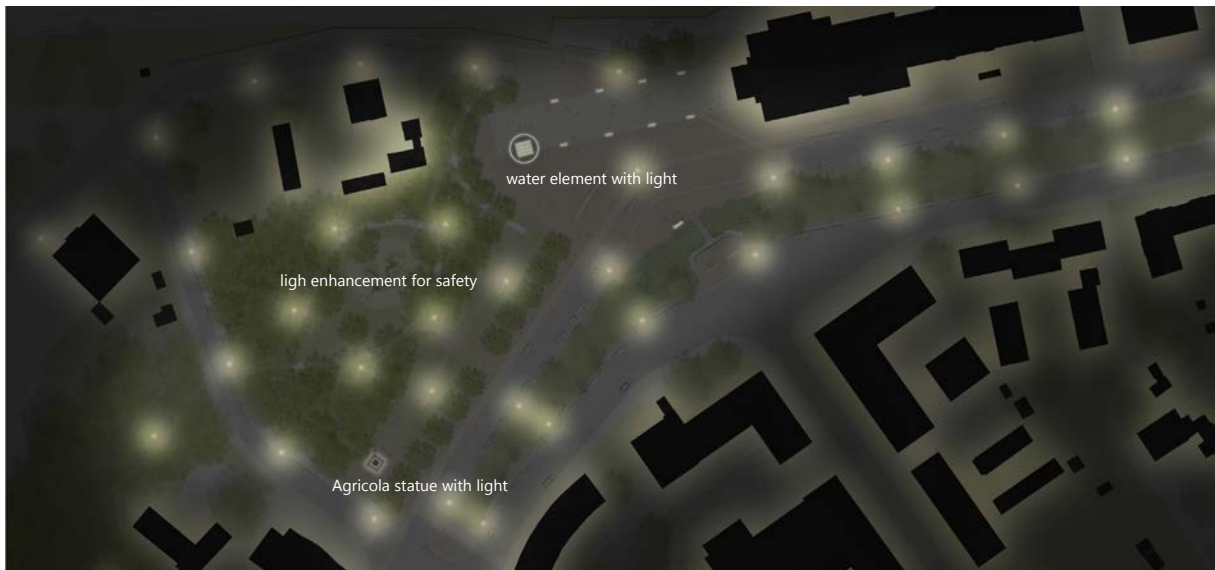 water element with light
ligh enhancement for safety
Agricola statue with light